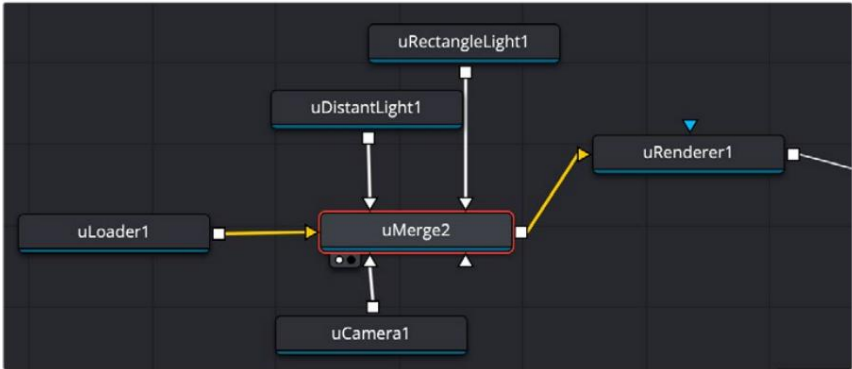 uRectangleLight1
uDistantLight1
uRenderer1
uLoader1
uMerge2
uCamera1